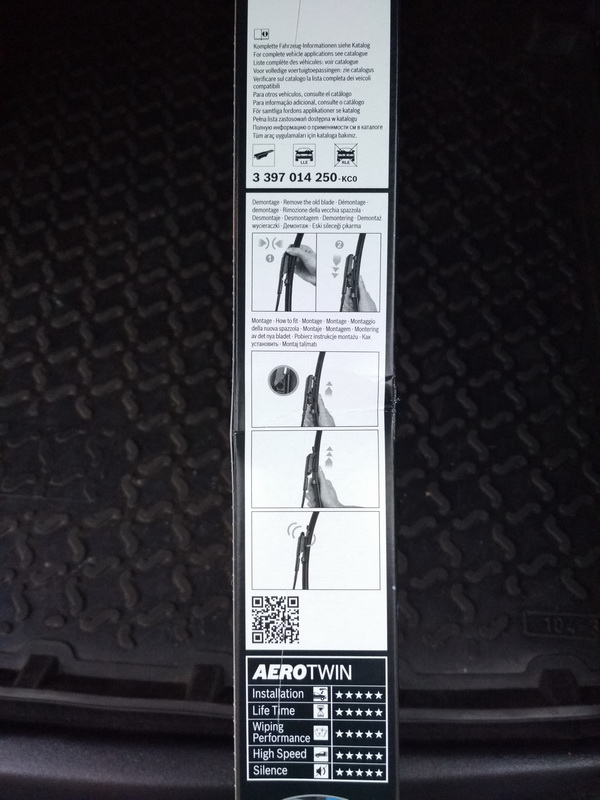 Komplette Fahrzeug-Informationen siehe Katalog
For complete vehicle applications see catalogue
Liste complète des véhicules: voir catalogue
Voor volledige voertuigtoepassingen: zie catalogus
Verificare sul catalogo la lista completa dei veicoli
compatibili
Para otros vehículos, consulte el catálogo
Para informação adicional, consulte o catálogo
För samtliga fordons applikationer se katalog
Pełna lista zastosowań dostępna w katalogu
Полную информацию о применимости см в каталоге
Tüm araç uygulamaları için kataloga bakınız.
LLE RLE
3 397 014 250-KC0
Demontage · Remove the old blade · Démontage ·
demontage · Rimozione della vecchia spazzola ·
Desmontaje · Desmontagem · Demontering · Demontaż
wycieraczki · Демонтаж · Eski sileceği çıkarma
1 2
Montage · How to fit · Montage · Montage · Montaggio
della nuova spazzola · Montaje · Montagem · Montering
av det nya bladet · Pobierz instrukcje montażu · Как
установить · Montaj talimatı
AEROTWIN
Installation ★★★★★
Life Time ★★★★★
Wiping
Performance ★★★★★
High Speed ★★★★★
Silence ★★★★★